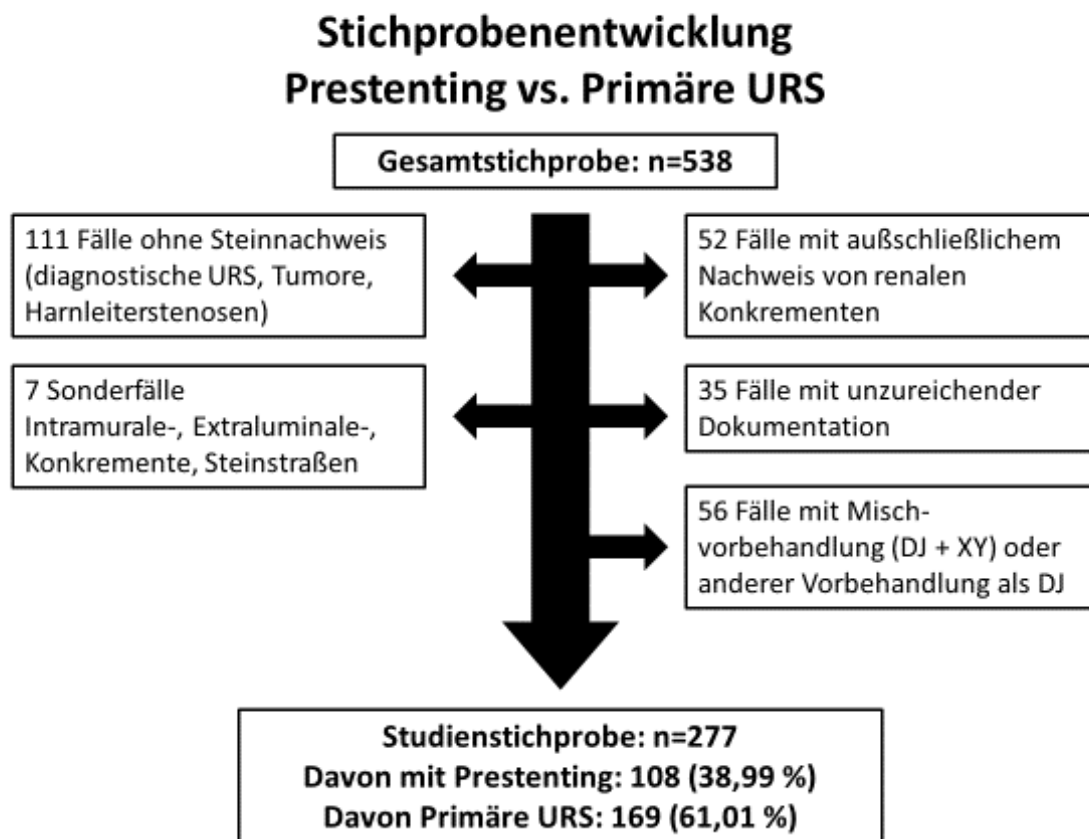 Stichprobenentwicklung
Prestenting vs. Primäre URS
Gesamtstichprobe: n=538
111 Fälle ohne Steinnachweis
(diagnostische URS, Tumore,
Harnleiterstenosen)
52 Fälle mit außschließlichem
Nachweis von renalen
Konkrementen
7 Sonderfälle
Intramurale-, Extraluminale-,
Konkremente, Steinstraßen
35 Fälle mit unzureichender
Dokumentation
56 Fälle mit Misch-
vorbehandlung (DJ + XY) oder
anderer Vorbehandlung als DJ
Studienstichprobe: n=277
Davon mit Prestenting: 108 (38,99 %)
Davon Primäre URS: 169 (61,01 %)